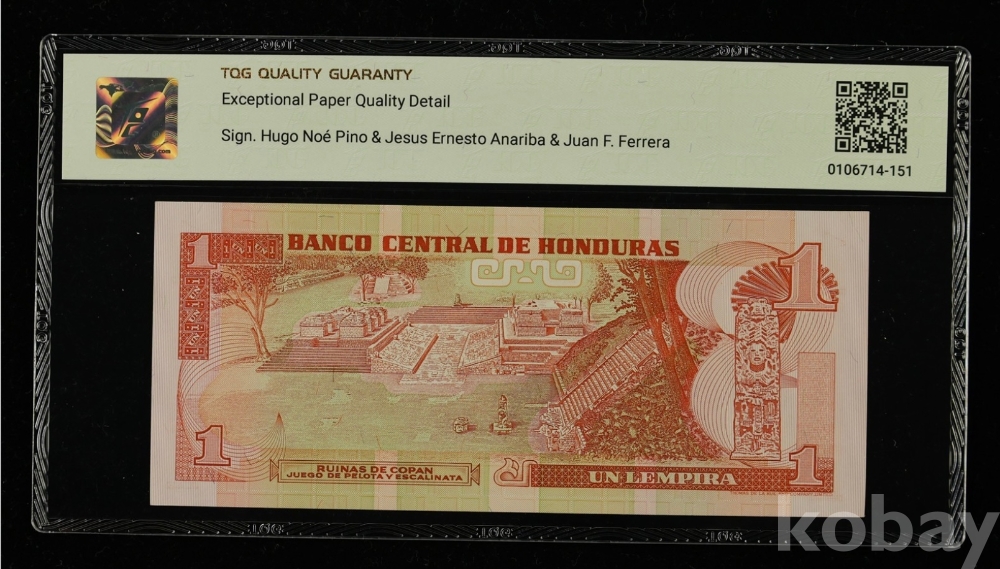 TQG QUALITY GUARANTY
Exceptional Paper Quality Detail
Sign. Hugo Noé Pino & Jesus Ernesto Anariba & Juan F. Ferrera
0106714-151
1
BANCO CENTRAL DE HONDURAS
1
1
RUINAS DE COPAN
JUEGO DE PELOTA Y ESCALINATA
UN LEMPIRA
1
kobay